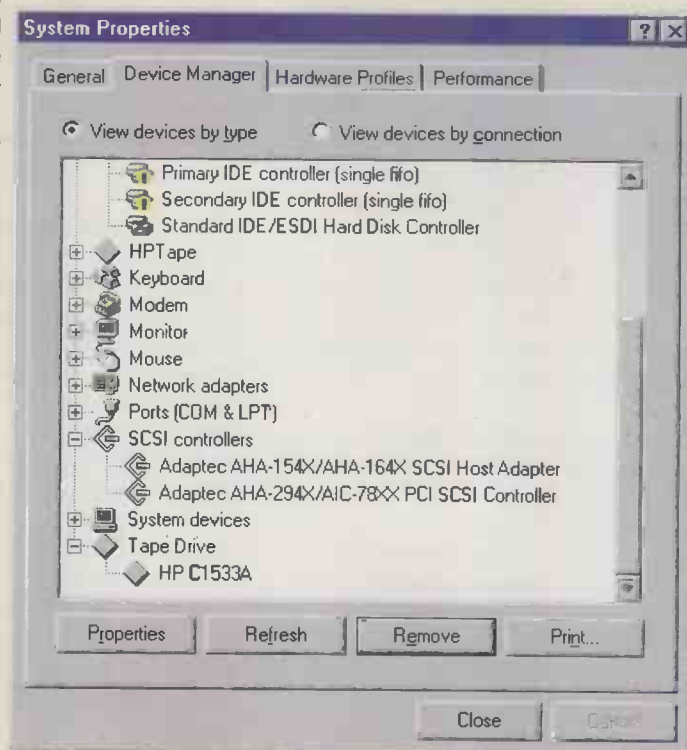 System Properties
General
Device Manager
Hardware Profiles
Performance
View devices by type
View devices by connection
Primary IDE controller (single fifo)
Secondary IDE controller (single fifo)
Standard IDE/ESDI Hard Disk Controller
HPTape
Keyboard
Modem
Monitor
Mouse
Network adapters
Ports (COM & LPT)
SCSI controllers
Adaptec AHA-154X/AHA-164X SCSI Host Adapter
Adaptec AHA-294X/AIC-78XX PCI SCSI Controller
System devices
Tape Drive
HP C1533A
Properties
Refresh
Remove
Print...
Close